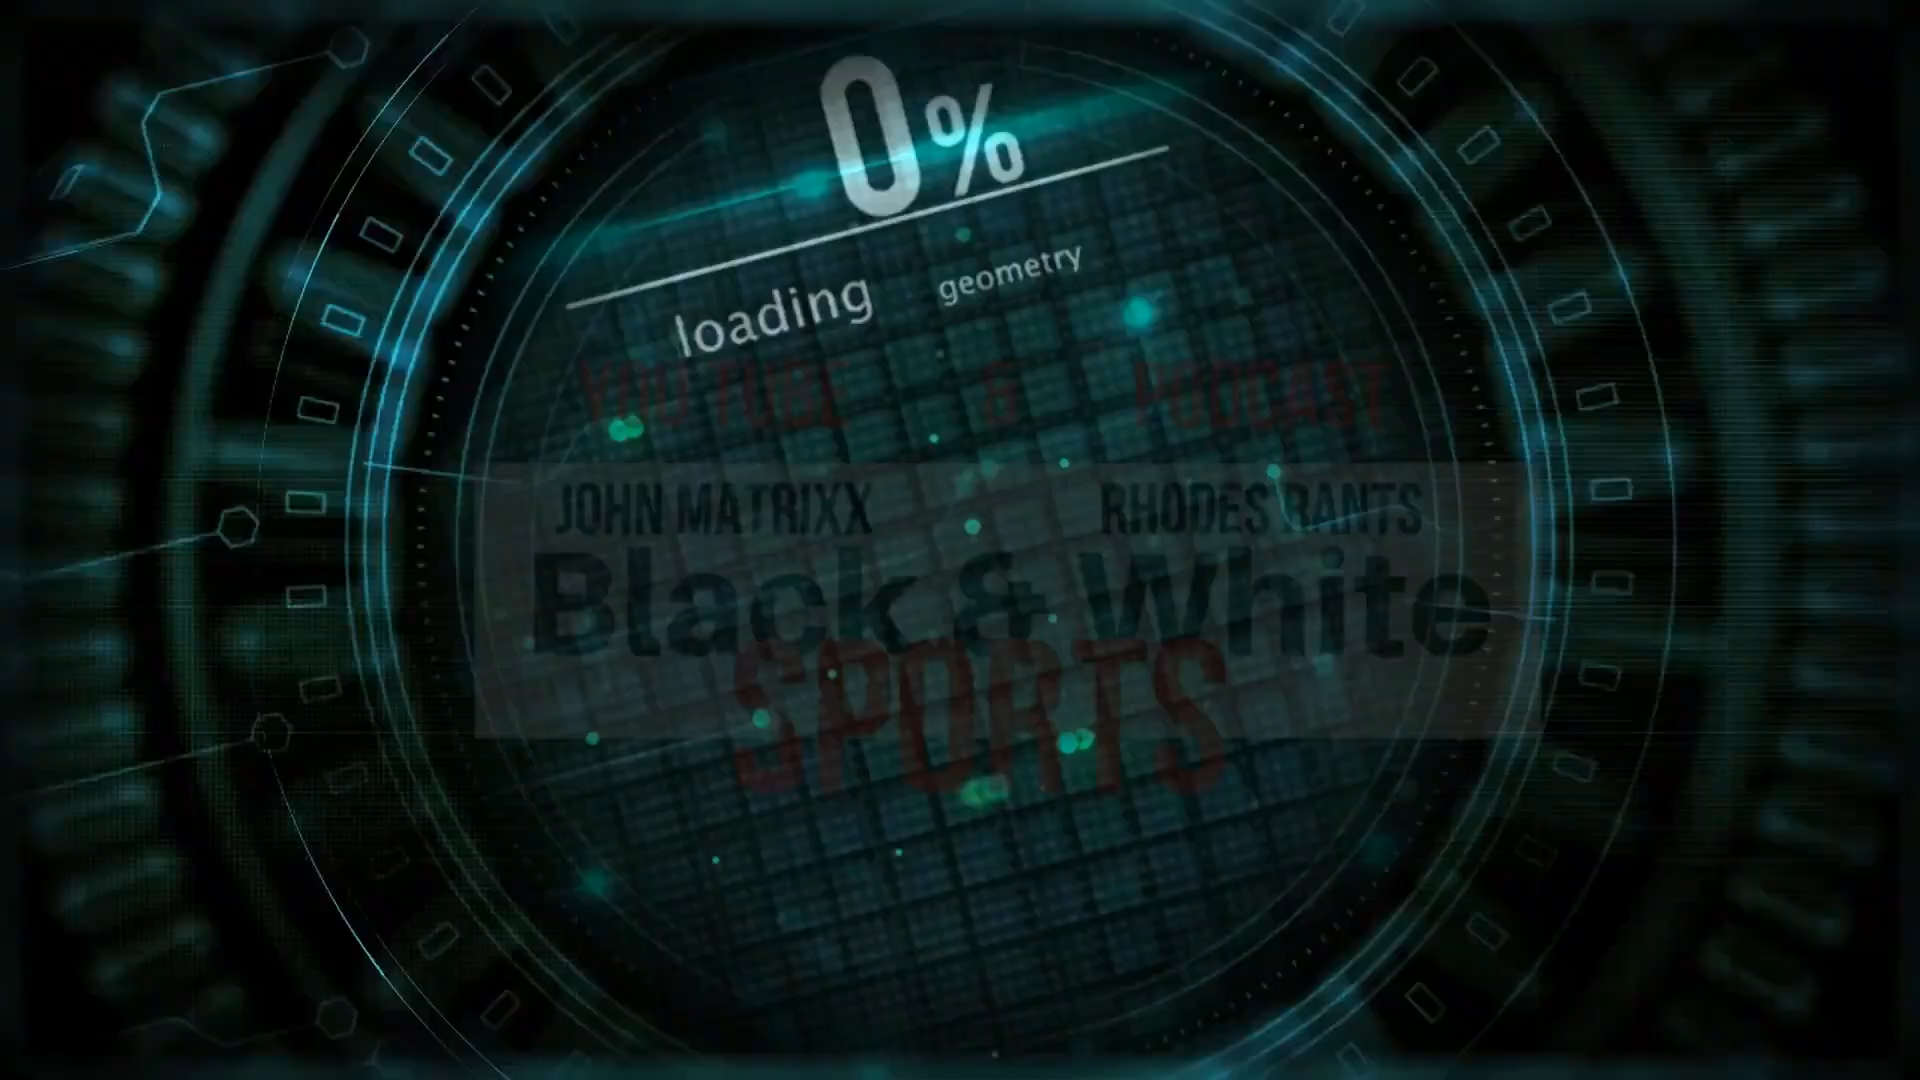 0%
loading geometry
YOU TUBE & PODCAST
JOHN MATRIXX RHODES RANTS
Black & White
SPORTS